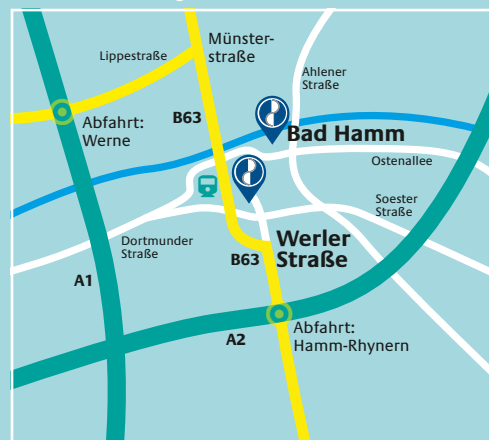 Münster-
straße
Lippestraße
Ahlener
Straße
B63
Abfahrt:
Werne
Bad Hamm
Ostenallee
Soester
Straße
Dortmunder
Straße
Werler
Straße
B63
A1
Abfahrt:
Hamm-Rhynern
A2